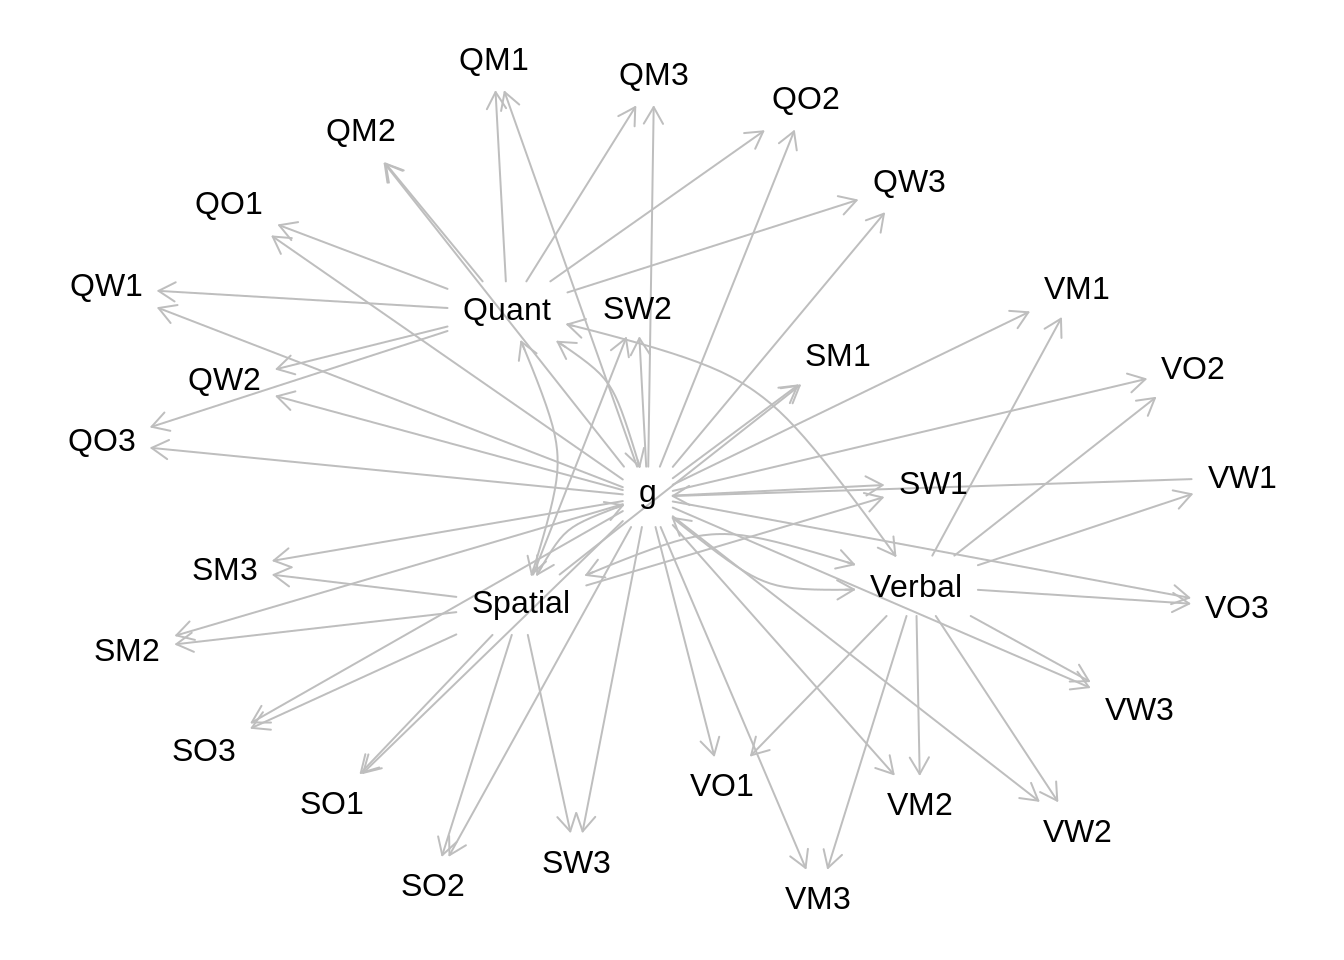 QM1
QM3
QO2
QM2
QW3
QO1
QW1
VM1
Quant
SW2
SM1
VO2
QW2
QO3
VW1
SW1
g
SM3
Verbal
Spatial
VO3
SM2
VW3
SO3
VO1
SO1
VM2
VW2
SW3
SO2
VM3